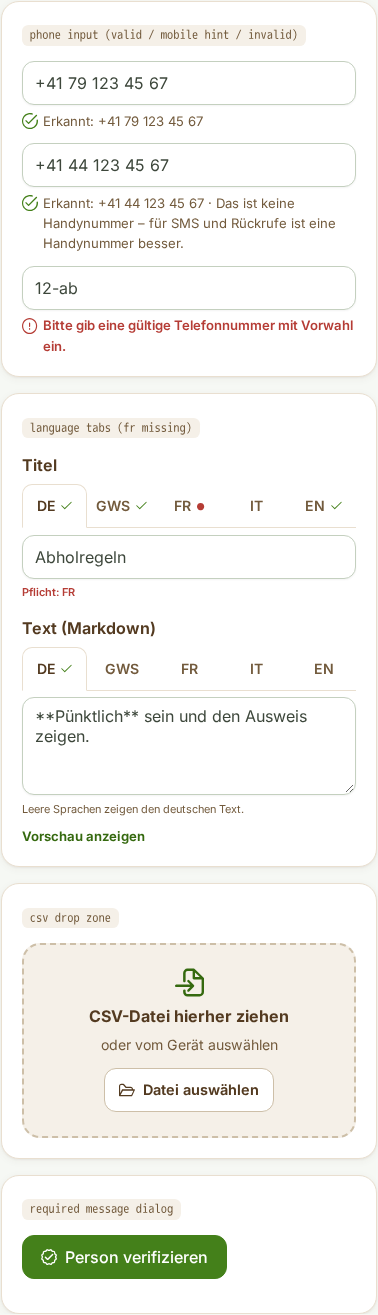 phone input (valid / mobile hint / invalid)
+41 79 123 45 67
Erkannt: +41 79 123 45 67
+41 44 123 45 67
Erkannt: +41 44 123 45 67 · Das ist keine
Handynummer – für SMS und Rückrufe ist eine
Handynummer besser.
12-ab
Bitte gib eine gültige Telefonnummer mit Vorwahl
ein.
language tabs (fr missing)
Titel
DE GWS FR IT EN
Abholregeln
Pflicht: FR
Text (Markdown)
DE GWS FR IT EN
**Pünktlich** sein und den Ausweis
zeigen.
Leere Sprachen zeigen den deutschen Text.
Vorschau anzeigen
csv drop zone
CSV-Datei hierher ziehen
oder vom Gerät auswählen
Datei auswählen
required message dialog
Person verifizieren